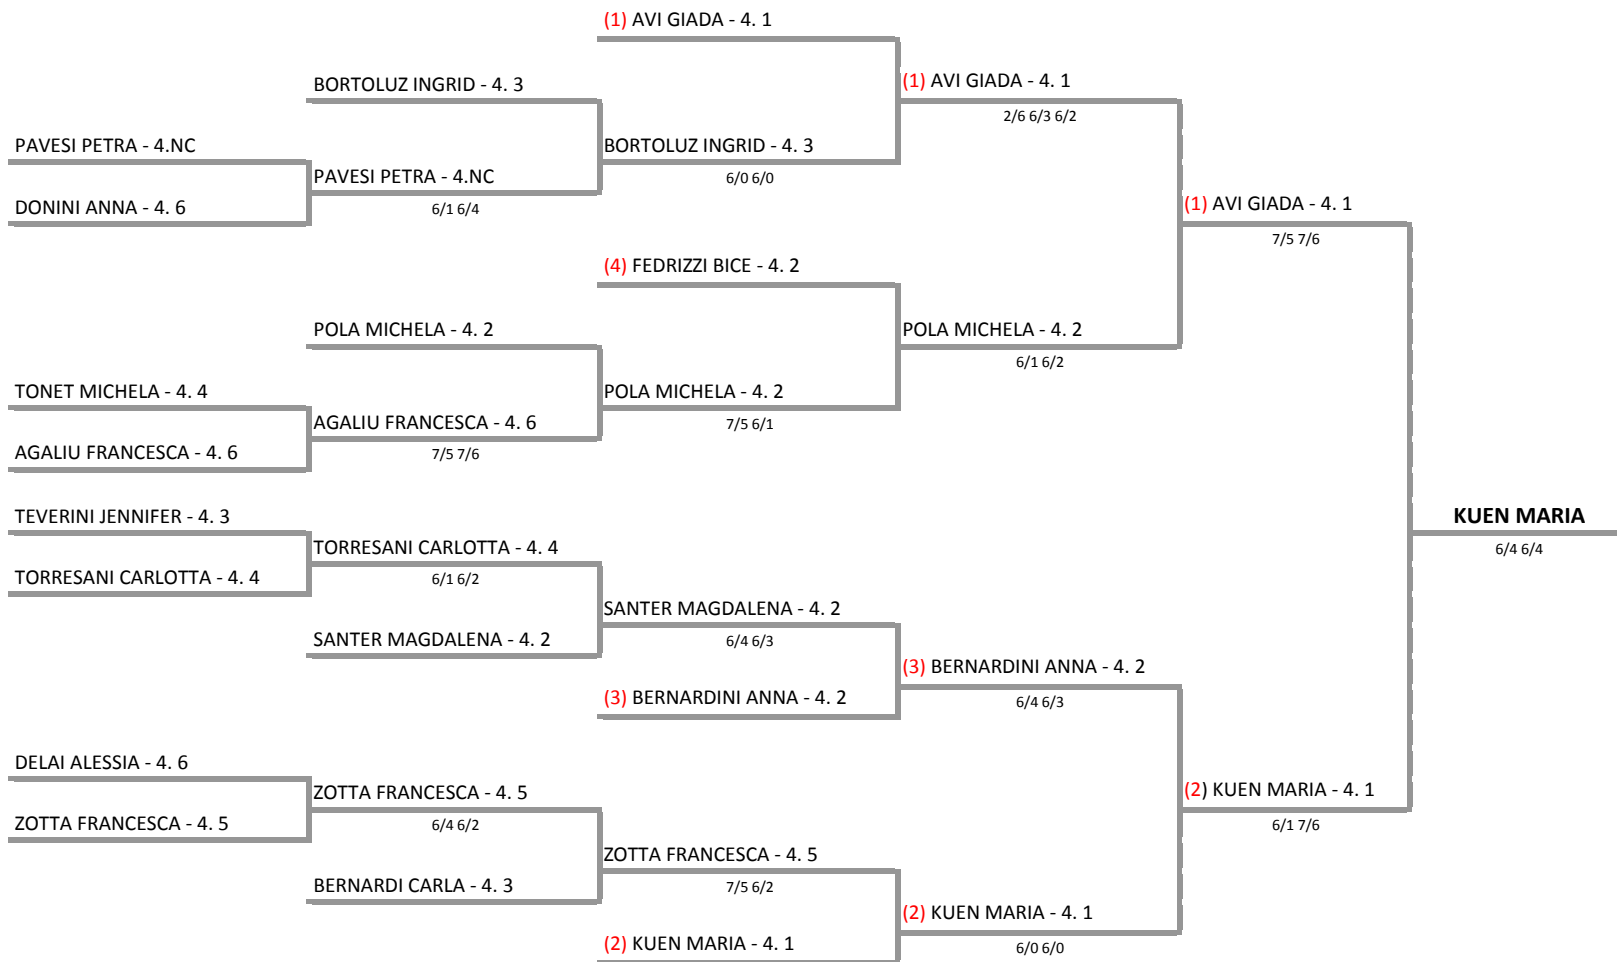 (1) AVI GIADA - 4. 1
BORTOLUZ INGRID - 4. 3
(1) AVI GIADA - 4. 1
2/6 6/3 6/2
PAVESI PETRA - 4.NC
BORTOLUZ INGRID - 4. 3
6/0 6/0
PAVESI PETRA - 4.NC
6/1 6/4
DONINI ANNA - 4. 6
(1) AVI GIADA - 4. 1
7/5 7/6
(4) FEDRIZZI BICE - 4. 2
POLA MICHELA - 4. 2
POLA MICHELA - 4. 2
6/1 6/2
TONET MICHELA - 4. 4
POLA MICHELA - 4. 2
7/5 6/1
AGALIU FRANCESCA - 4. 6
7/5 7/6
AGALIU FRANCESCA - 4. 6
TEVERINI JENNIFER - 4. 3
KUEN MARIA
6/4 6/4
TORRESANI CARLOTTA - 4. 4
6/1 6/2
TORRESANI CARLOTTA - 4. 4
SANTER MAGDALENA - 4. 2
6/4 6/3
SANTER MAGDALENA - 4. 2
(3) BERNARDINI ANNA - 4. 2
6/4 6/3
(3) BERNARDINI ANNA - 4. 2
DELAI ALESSIA - 4. 6
ZOTTA FRANCESCA - 4. 5
6/4 6/2
(2) KUEN MARIA - 4. 1
6/1 7/6
ZOTTA FRANCESCA - 4. 5
ZOTTA FRANCESCA - 4. 5
7/5 6/2
BERNARDI CARLA - 4. 3
(2) KUEN MARIA - 4. 1
6/0 6/0
(2) KUEN MARIA - 4. 1